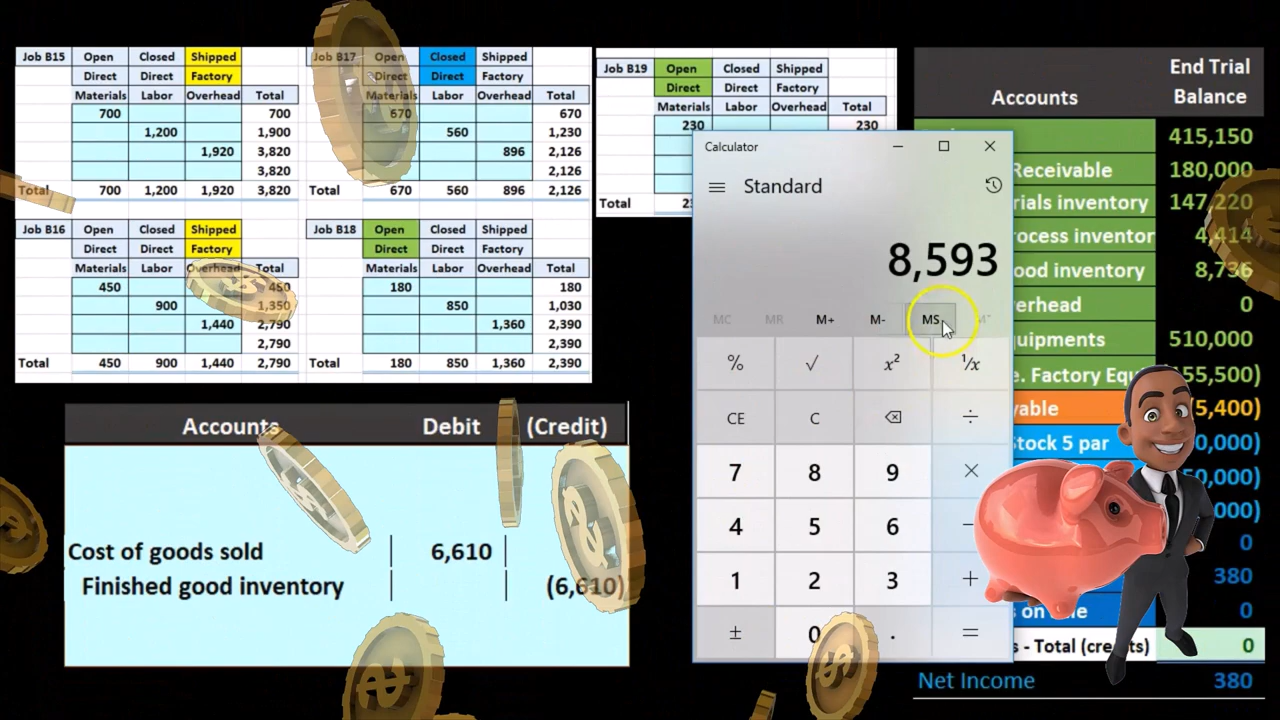 Job B15 Open Closed Shipped
Direct Direct Factory
Materials Labor Overhead Total
700 700
1,200 1,900
1,920 3,820
3,820
Total 700 1,200 1,920 3,820
Job B17 Open Closed Shipped
Direct Direct Factory
Materials Labor Overhead Total
670 670
560 1,230
896 2,126
2,126
Total 670 560 896 2,126
Job B16 Open Closed Shipped
Direct Direct Factory
Materials Labor Overhead Total
450 450
900 1,350
1,440 2,790
2,790
Total 450 900 1,440 2,790
Job B18 Open Closed Shipped
Direct Direct Factory
Materials Labor Overhead Total
180 180
850 1,030
1,360 2,390
2,390
Total 180 850 1,360 2,390
Job B19 Open Closed Shipped
Direct Direct Factory
Materials Labor Overhead Total
230 230
Total
Calculator
Standard
8,593
MC MR M+ M- MS
% √ x² ¹/x
CE C ÷
7 8 9 ×
4 5 6 -
1 2 3 +
± 0 . =
Accounts Debit (Credit)
Cost of goods sold 6,610
Finished good inventory (6,610)
End Trial
Accounts Balance
415,150
Receivable 180,000
147,220
4,414
ood inventory 8,736
0
510,000
e. Factory
(5,400)
Stock 5 par
0
380
on 0
- Total 0
Net Income 380